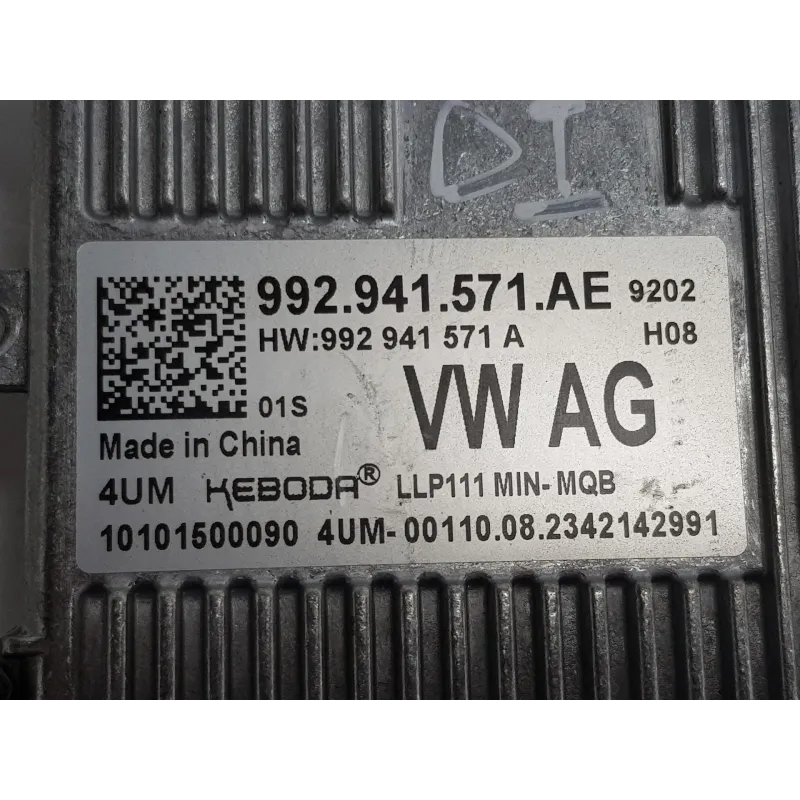 DI
992.941.571.AE 9202
HW:992 941 571 A H08
01S VW AG
Made in China
4UM KEBODA® LLP111 MIN-MQB
10101500090 4UM-00110.08.2342142991